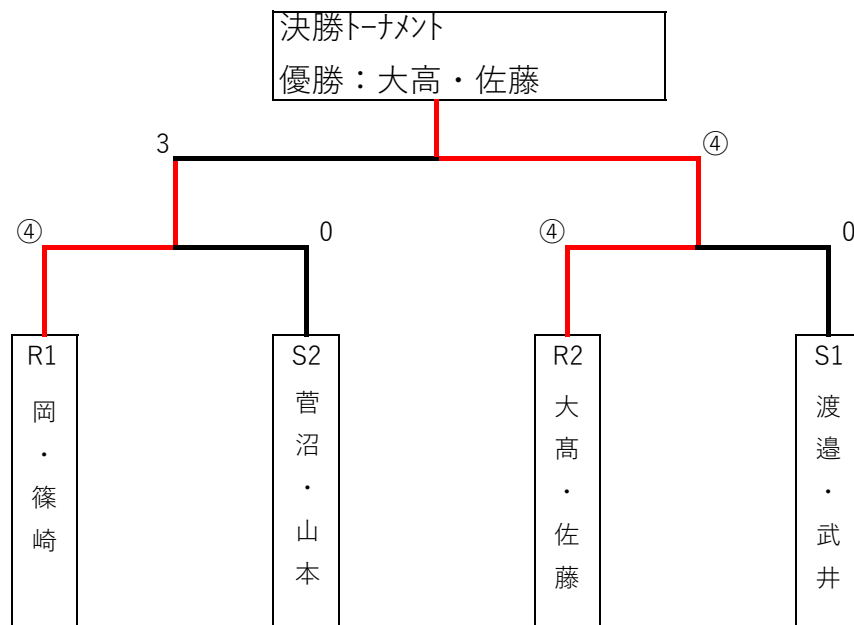 決勝トーナメント
優勝：大高・佐藤
3
④
④
0
④
0
R1
岡・篠崎
S2
菅沼・山本
R2
大髙・佐藤
S1
渡邉・武井